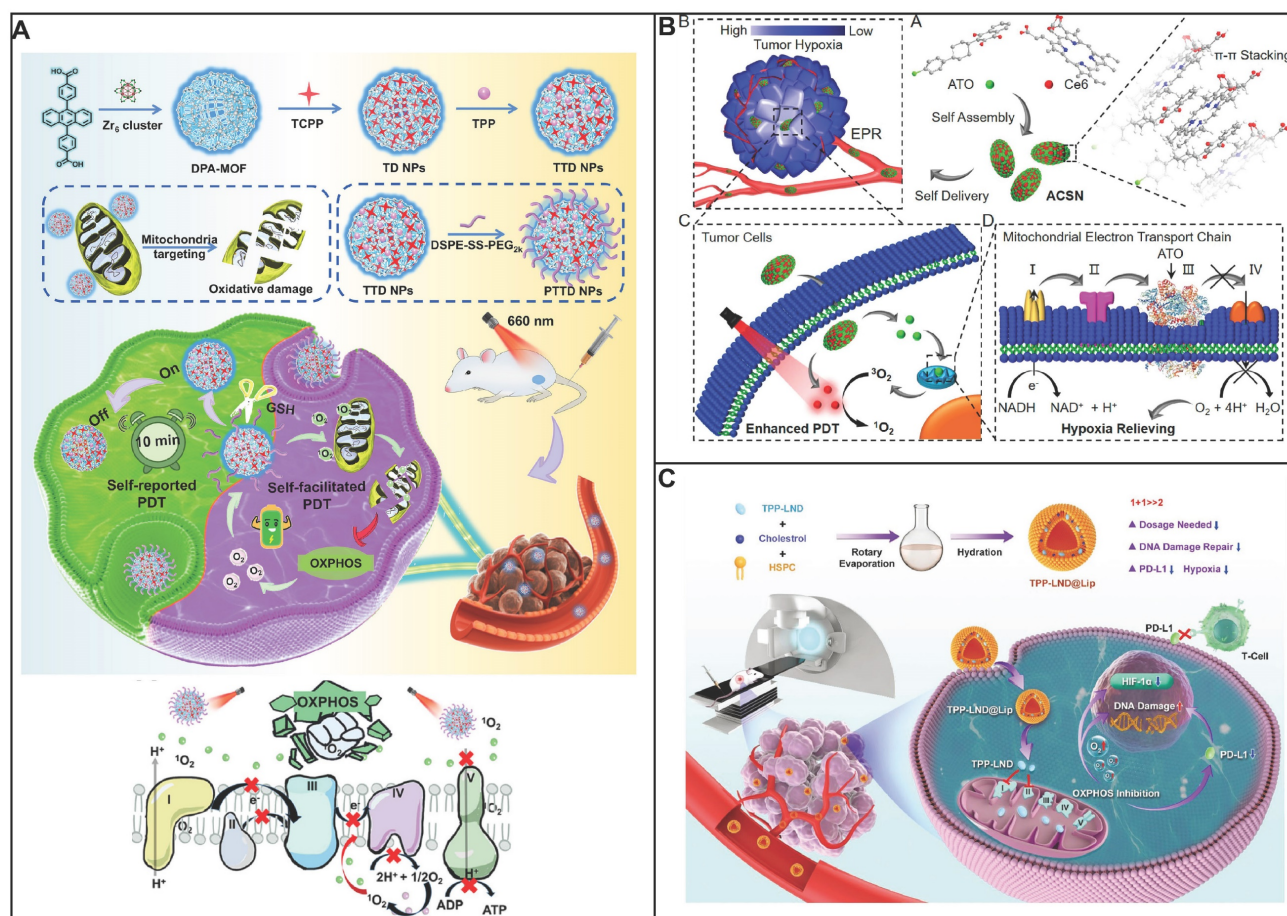 A
COOH
COOH
Zr6 cluster
DPA-MOF
TCPP
TD NPs
TPP
TTD NPs
Mitochondria
targeting
Oxidative damage
TTD NPs
DSPE-SS-PEG2k
PTTD NPs
660 nm
On
Off
10 min
GSH
Self-reported
PDT
Self-facilitated
PDT
¹O2
¹O2
¹O2
O2
O2
O2
OXPHOS
OXPHOS
O2
¹O2
H⁺
¹O2
I
O2
II
e⁻
e⁻
III
e⁻
IV
V
O2
H⁺
2H⁺ + 1/2O2
¹O2
H⁺
ADP
ATP
B
B
High
Low
Tumor Hypoxia
EPR
A
ATO
Ce6
Self Assembly
Self Delivery
ACSN
π-π Stacking
C
Tumor Cells
³O2
¹O2
Enhanced PDT
D
Mitochondrial Electron Transport Chain
ATO
I
II
III
IV
e⁻
NADH
NAD⁺ + H⁺
O2 + 4H⁺
H2O
Hypoxia Relieving
C
TPP-LND
+
Cholestrol
+
HSPC
Rotary
Evaporation
Hydration
TPP-LND@Lip
1+1>>2
Dosage Needed
DNA Damage Repair
PD-L1 Hypoxia
PD-L1
T-Cell
TPP-LND@Lip
HIF-1α
DNA Damage
O2
PD-L1
TPP-LND
OXPHOS Inhibition
I
II
III
IV
V